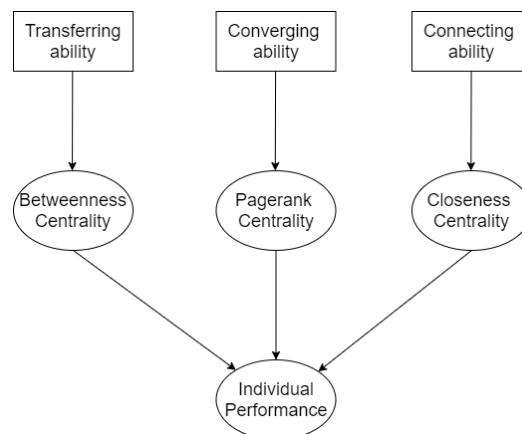 Transferring
ability
Converging
ability
Connecting
ability
Betweenness
Centrality
Pagerank
Centrality
Closeness
Centrality
Individual
Performance